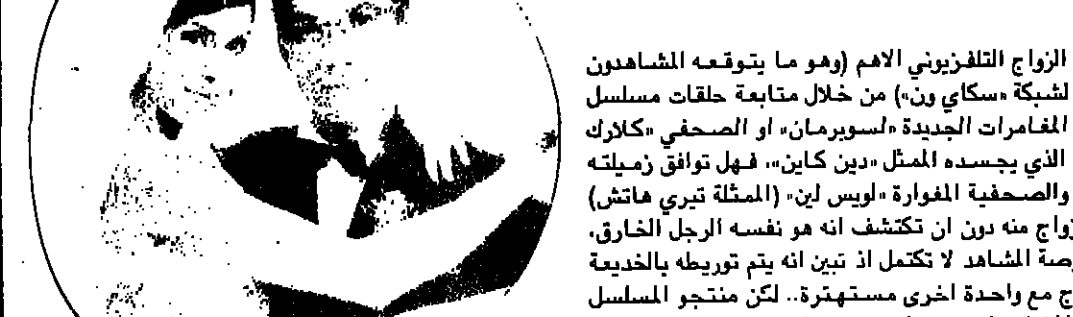 الزواج التلفزيوني الاهم (وهو ما يتوقعه المشاهدون
لشبكة «سكاي ون») من خلال متابعة حلقات مسلسل
المغامرات الجديدة «لسوبرمان» او الصحفي «كلارك
الذي يجسده الممثل «دين كاين»، فهل توافق زميلته
والصحفية المغوارة «لويس لين» (الممثلة تيري هاتش)
زواج منه دون ان تكتشف انه هو نفسه الرجل الخارق،
المشاهد لا تكتمل اذ تبين انه يتم توريطه بالخديعة
مع واحدة اخرى مستهترة.. لكن منتجو المسلسل